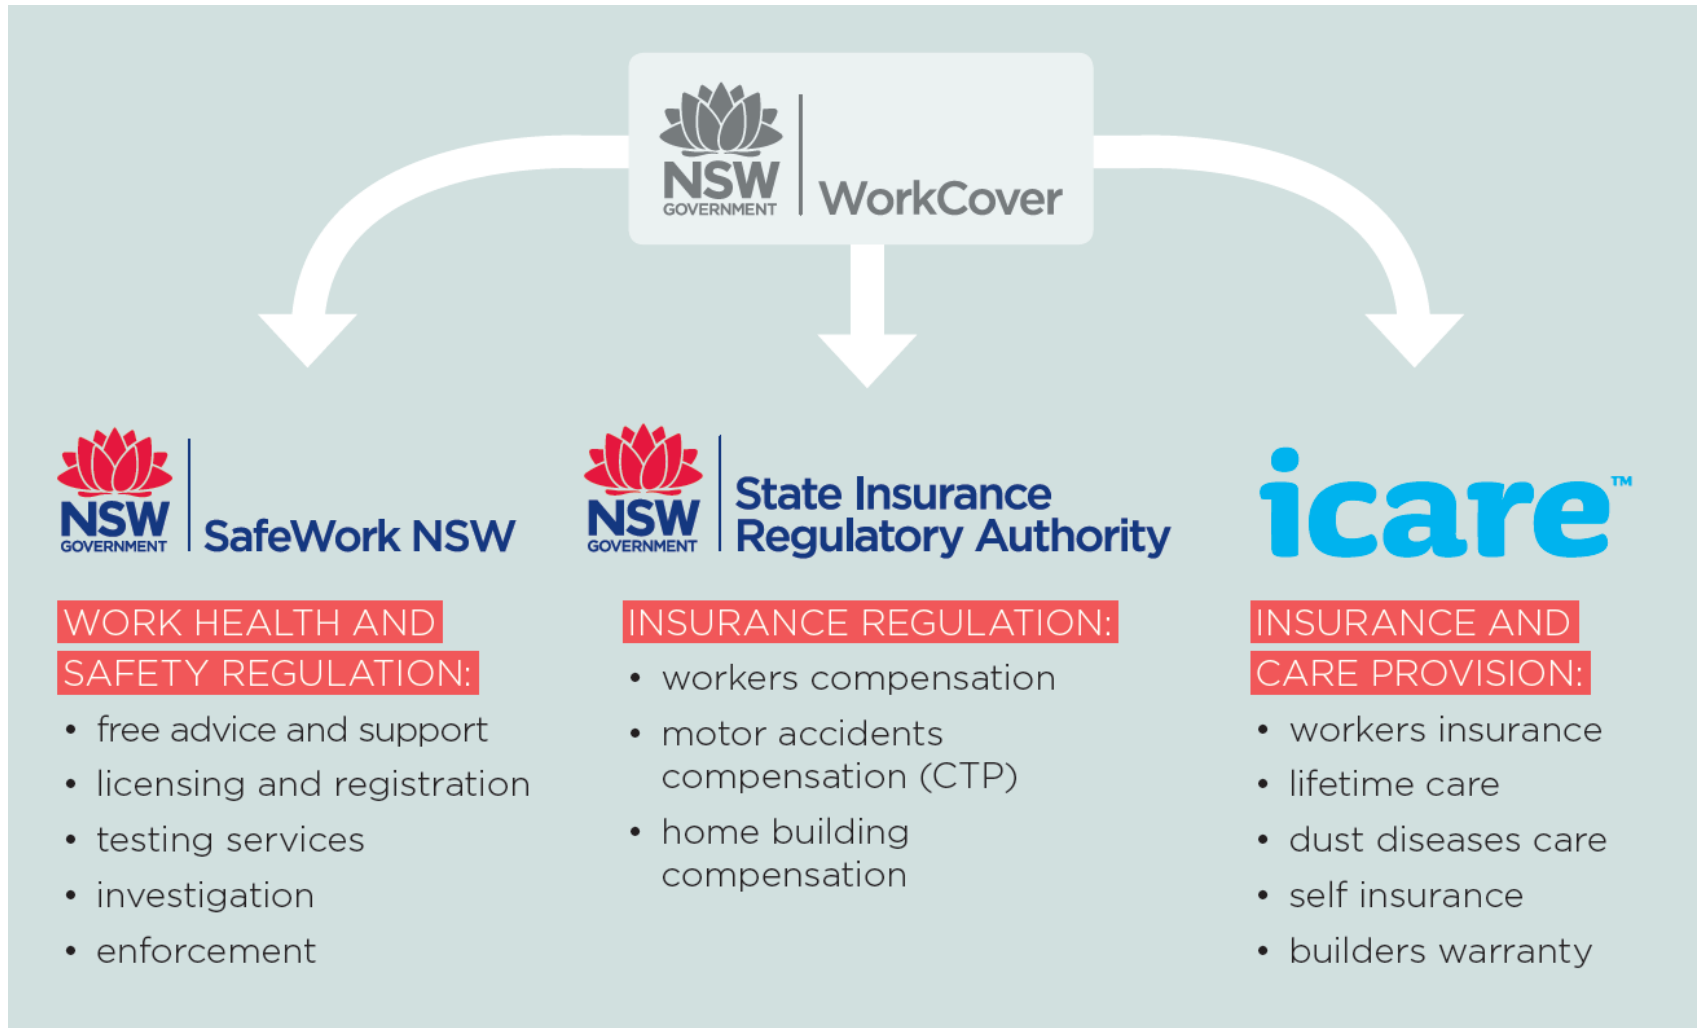 NSW
GOVERNMENT
WorkCover
NSW
GOVERNMENT
SafeWork NSW
WORK HEALTH AND
SAFETY REGULATION:
• free advice and support
• licensing and registration
• testing services
• investigation
• enforcement
NSW
GOVERNMENT
State Insurance
Regulatory Authority
INSURANCE REGULATION:
• workers compensation
• motor accidents
compensation (CTP)
• home building
compensation
icare™
INSURANCE AND
CARE PROVISION:
• workers insurance
• lifetime care
• dust diseases care
• self insurance
• builders warranty